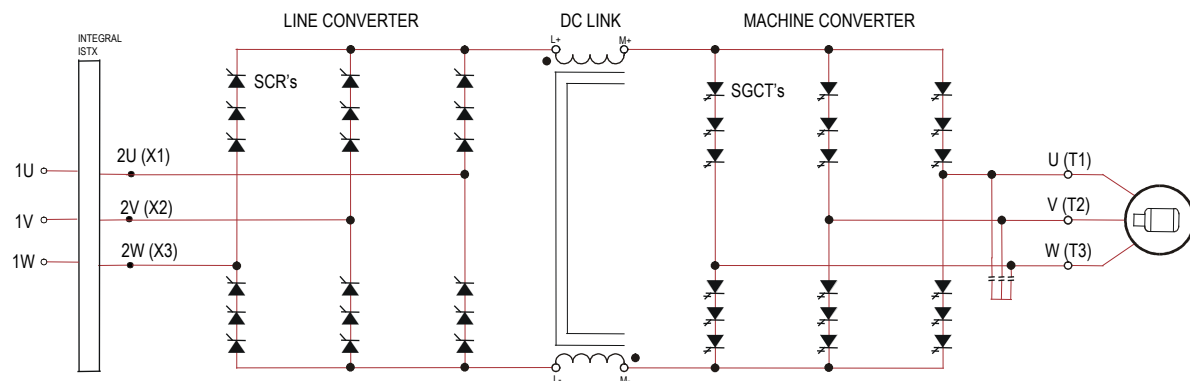 LINE CONVERTER
DC LINK
MACHINE CONVERTER
INTEGRAL
ISTX
L+
M+
SCR's
SGCT's
2U (X1)
U (T1)
1U
2V (X2)
V (T2)
1V
2W (X3)
W (T3)
1W
L-
M-